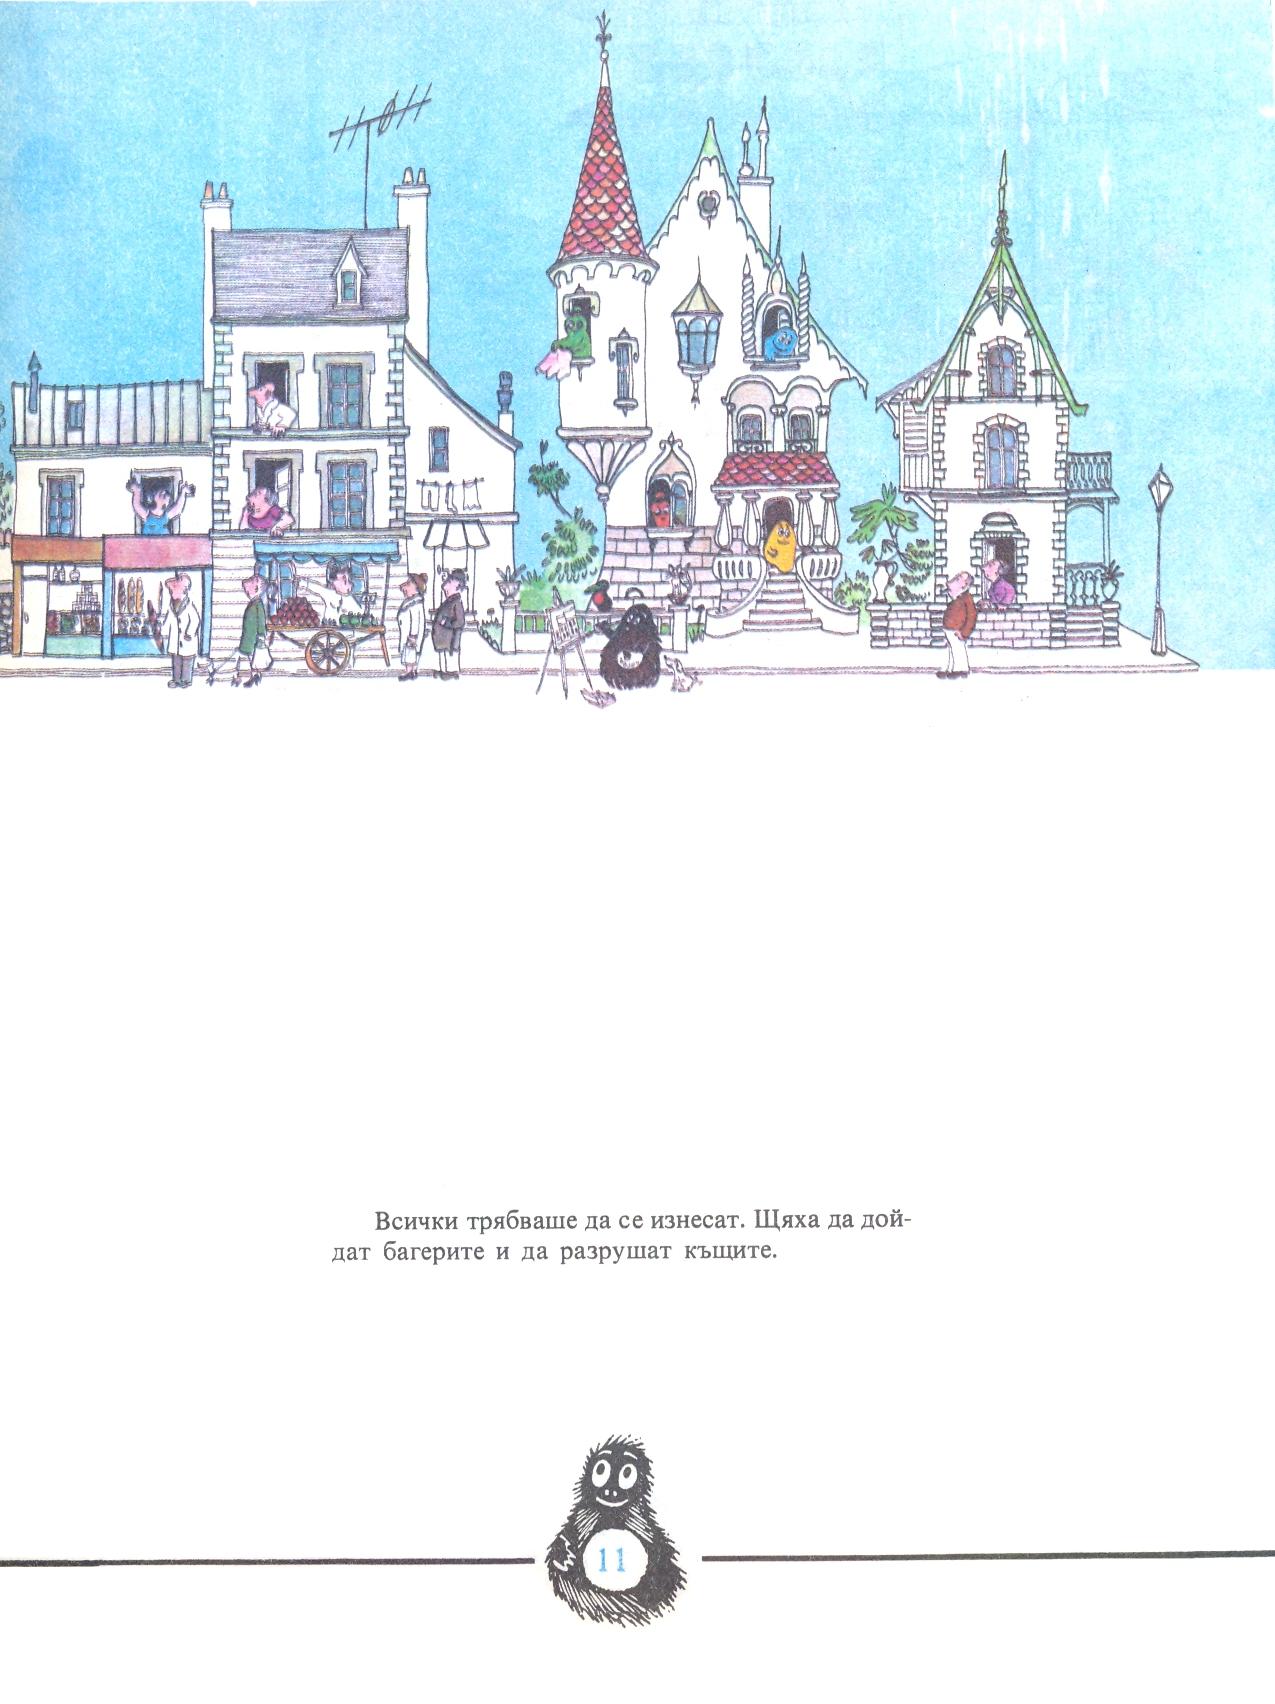 Всички трябваше да се изнесат. Щяха да дой-
дат багерите и да разрушат къщите.
11